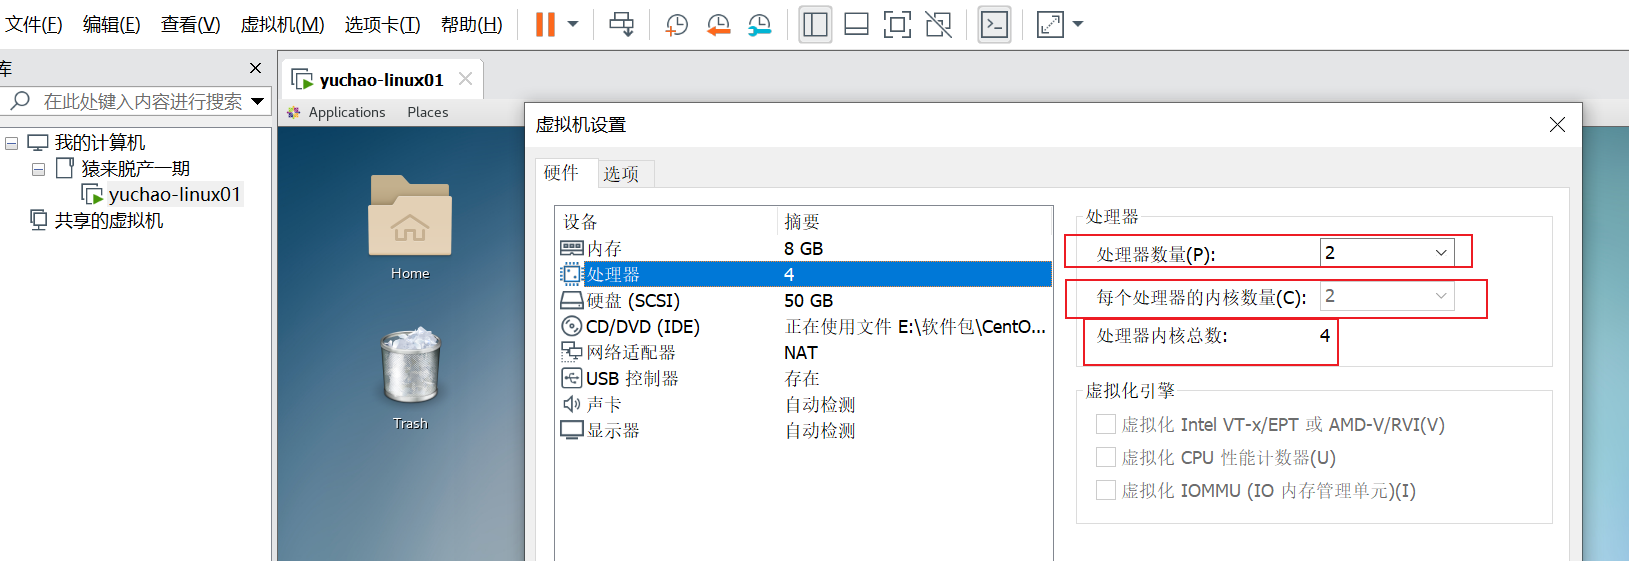 文件(F) 编辑(E) 查看(V) 虚拟机(M) 选项卡(T) 帮助(H)
库
在此处键入内容进行搜索
我的计算机
猿来脱产一期
yuchao-linux01
共享的虚拟机
yuchao-linux01
Applications Places
Home
Trash
虚拟机设置
硬件 选项
设备 摘要
内存 8 GB
处理器 4
硬盘 (SCSI) 50 GB
CD/DVD (IDE) 正在使用文件 E:\软件包\CentO...
网络适配器 NAT
USB 控制器 存在
声卡 自动检测
显示器 自动检测
处理器
处理器数量(P): 2
每个处理器的内核数量(C): 2
处理器内核总数: 4
虚拟化引擎
虚拟化 Intel VT-x/EPT 或 AMD-V/RVI(V)
虚拟化 CPU 性能计数器(U)
虚拟化 IOMMU (IO 内存管理单元)(I)